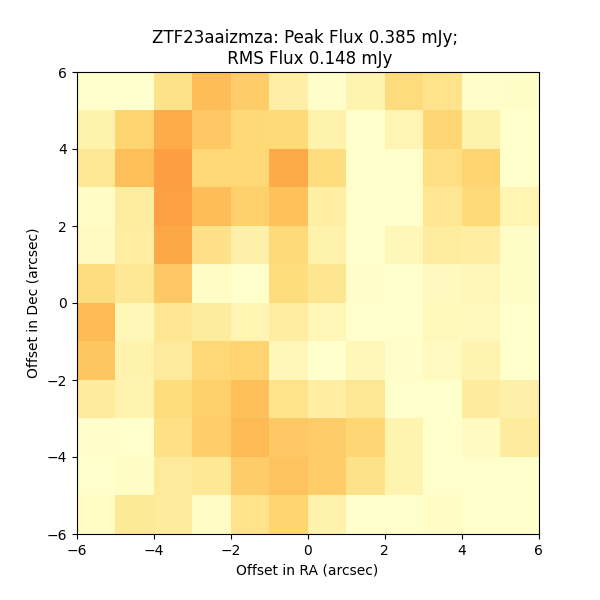 ZTF23aaizmza: Peak Flux 0.385 mJy;
RMS Flux 0.148 mJy
6
4
2
0
−2
−4
−6
Offset in Dec (arcsec)
−6 −4 −2 0 2 4 6
Offset in RA (arcsec)